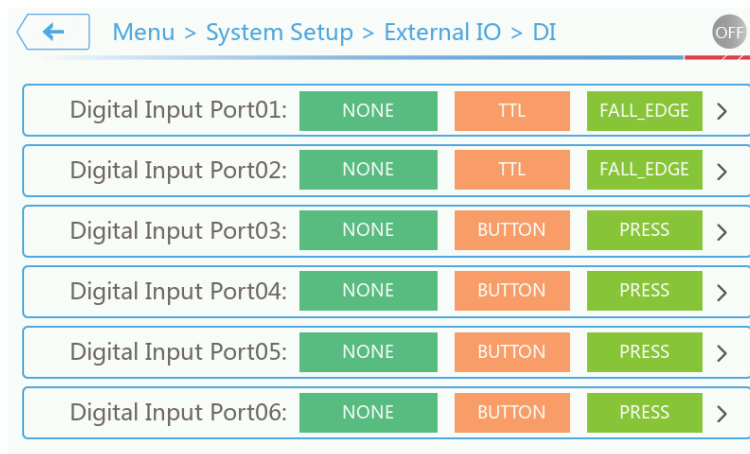 Menu > System Setup > External IO > DI OFF
Digital Input Port01: NONE TTL FALL_EDGE >
Digital Input Port02: NONE TTL FALL_EDGE >
Digital Input Port03: NONE BUTTON PRESS >
Digital Input Port04: NONE BUTTON PRESS >
Digital Input Port05: NONE BUTTON PRESS >
Digital Input Port06: NONE BUTTON PRESS >